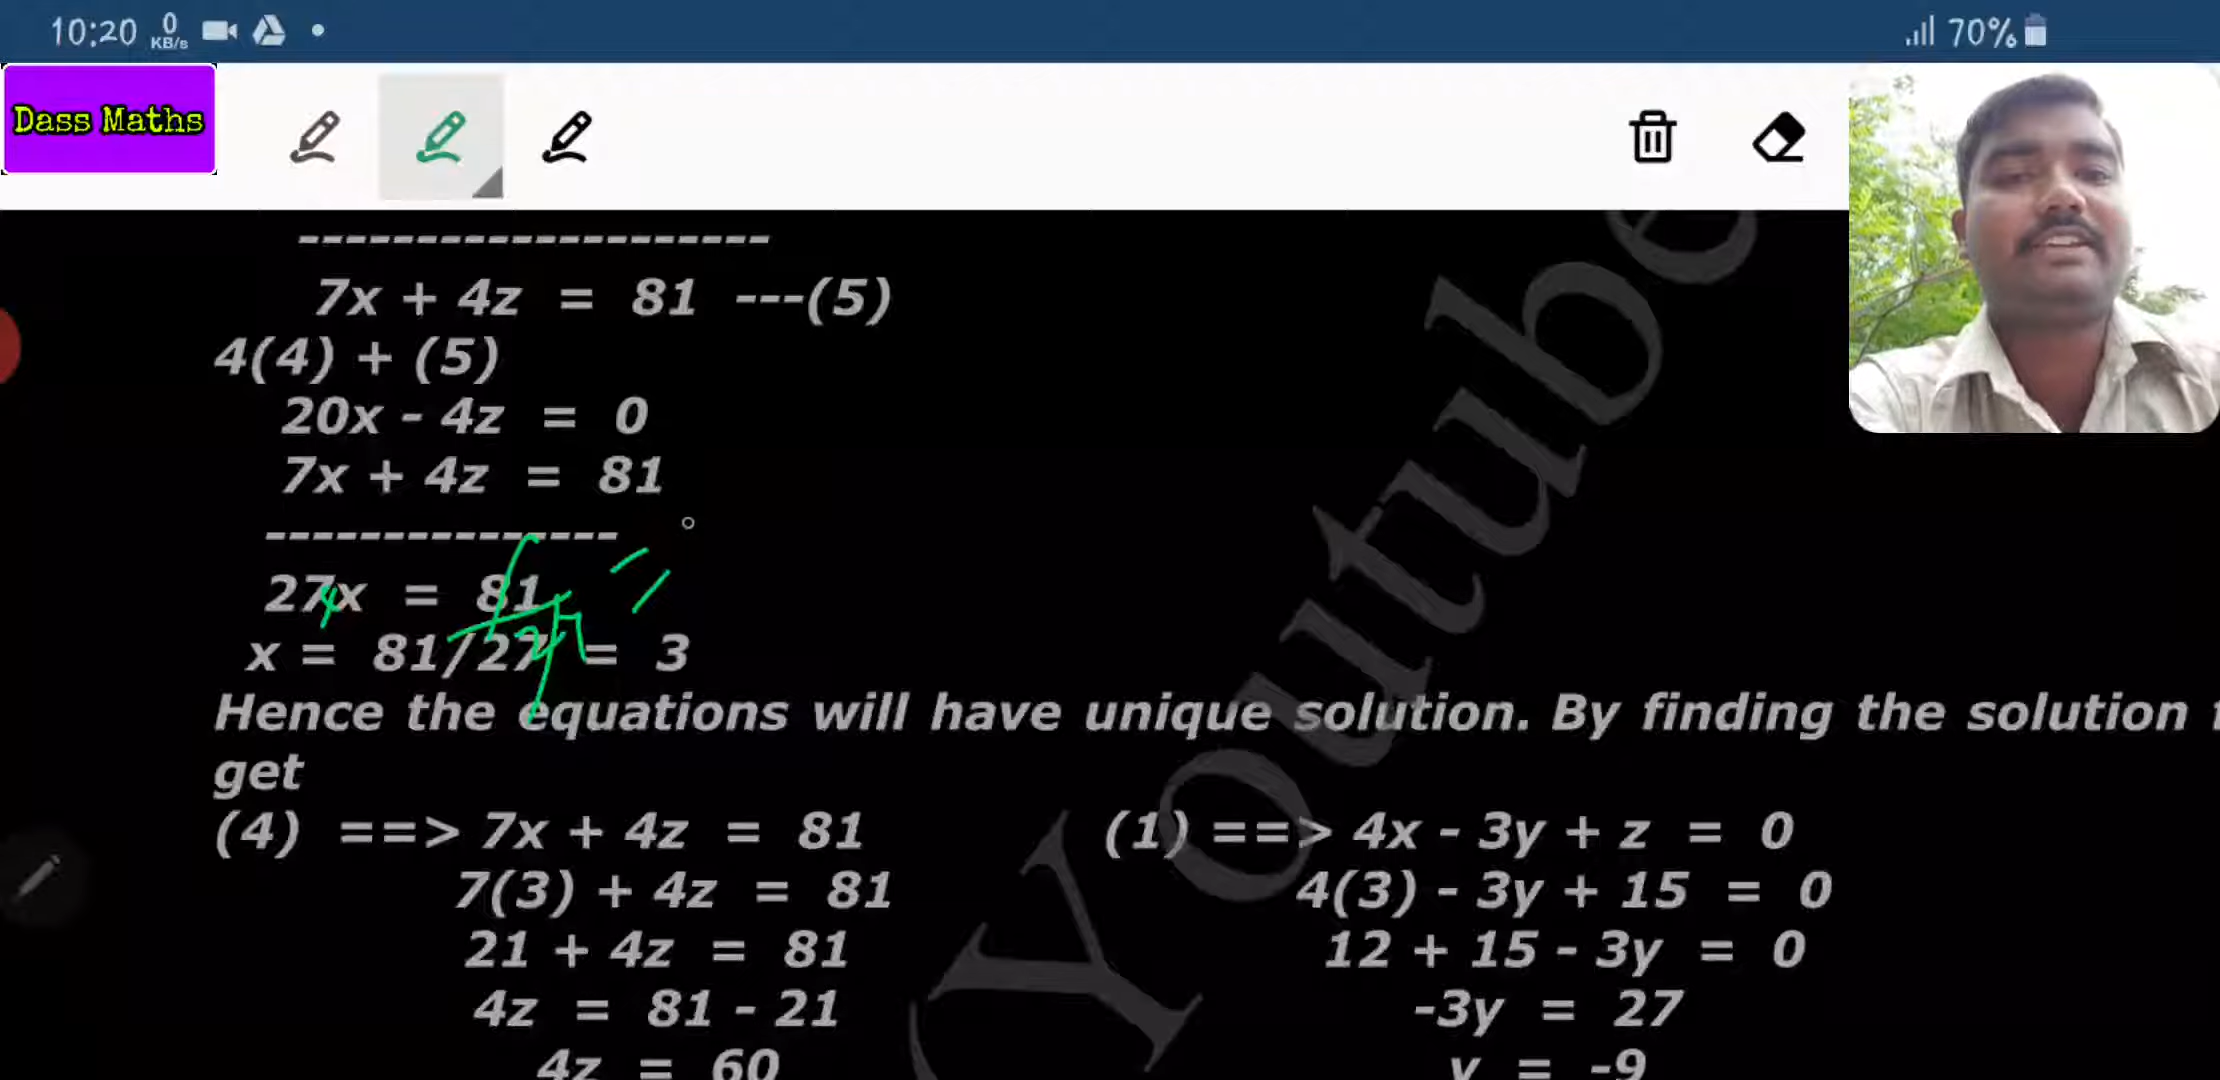 10:20 0 KB/s 70%
Dass Maths
--------------------
7x + 4z = 81 ---(5)
4(4) + (5)
20x - 4z = 0
7x + 4z = 81
---------------
27x = 81
x = 81/27 = 3
Hence the equations will have unique solution. By finding the solution
get
(4) ==> 7x + 4z = 81
7(3) + 4z = 81
21 + 4z = 81
4z = 81 - 21
4z = 60
(1) ==> 4x - 3y + z = 0
4(3) - 3y + 15 = 0
12 + 15 - 3y = 0
-3y = 27
y = -9
Youtube